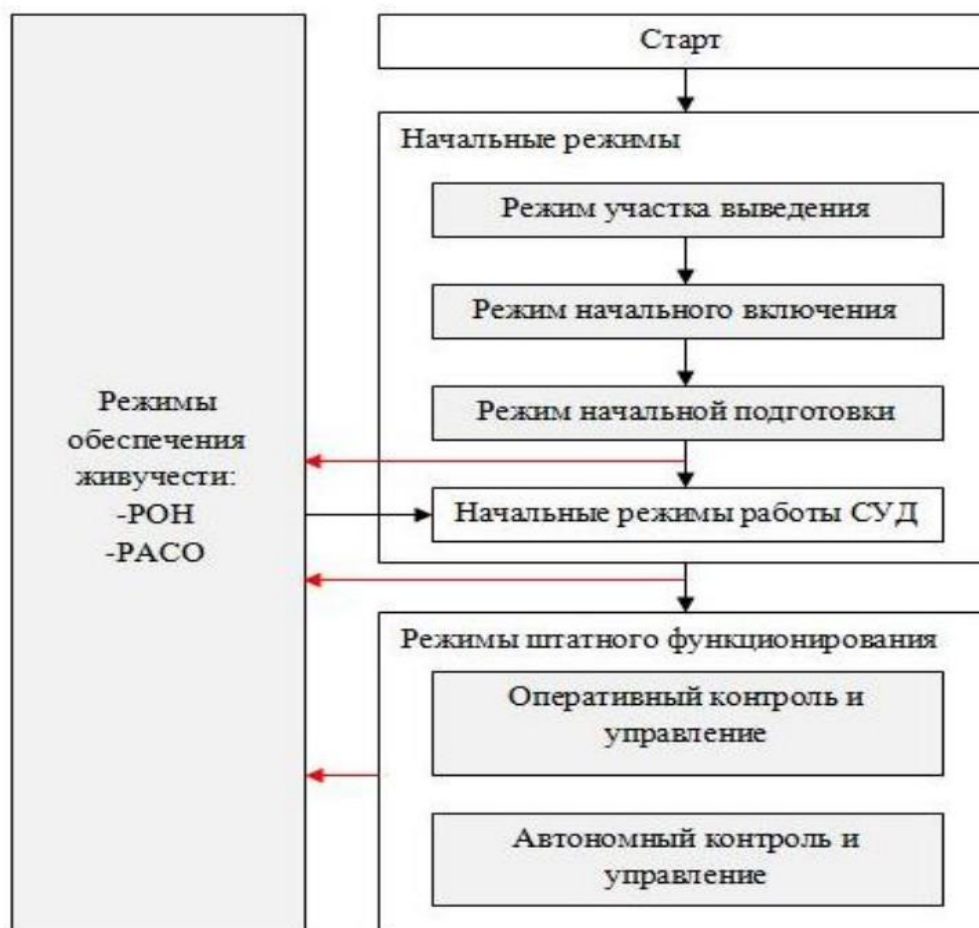 Старт
Начальные режимы
Режим участка выведения
Режим начального включения
Режим начальной подготовки
Начальные режимы работы СУД
Режимы
обеспечения
живучести:
-РОН
-РАСО
Режимы штатного функционирования
Оперативный контроль и
управление
Автономный контроль и
управление